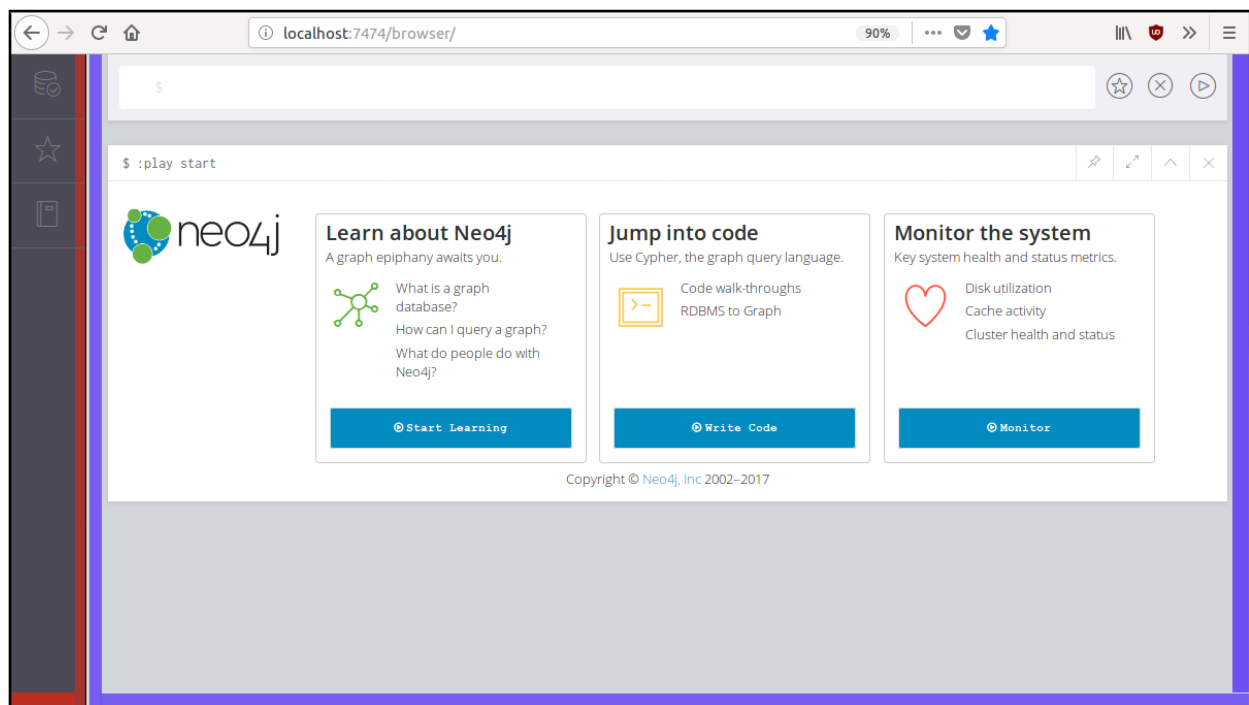 localhost:7474/browser/
90%
$
$ :play start
neo4j
Learn about Neo4j
A graph epiphany awaits you.
What is a graph
database?
How can I query a graph?
What do people do with
Neo4j?
Start Learning
Jump into code
Use Cypher, the graph query language.
Code walk-throughs
RDBMS to Graph
Write Code
Monitor the system
Key system health and status metrics.
Disk utilization
Cache activity
Cluster health and status
Monitor
Copyright © Neo4j, Inc 2002–2017